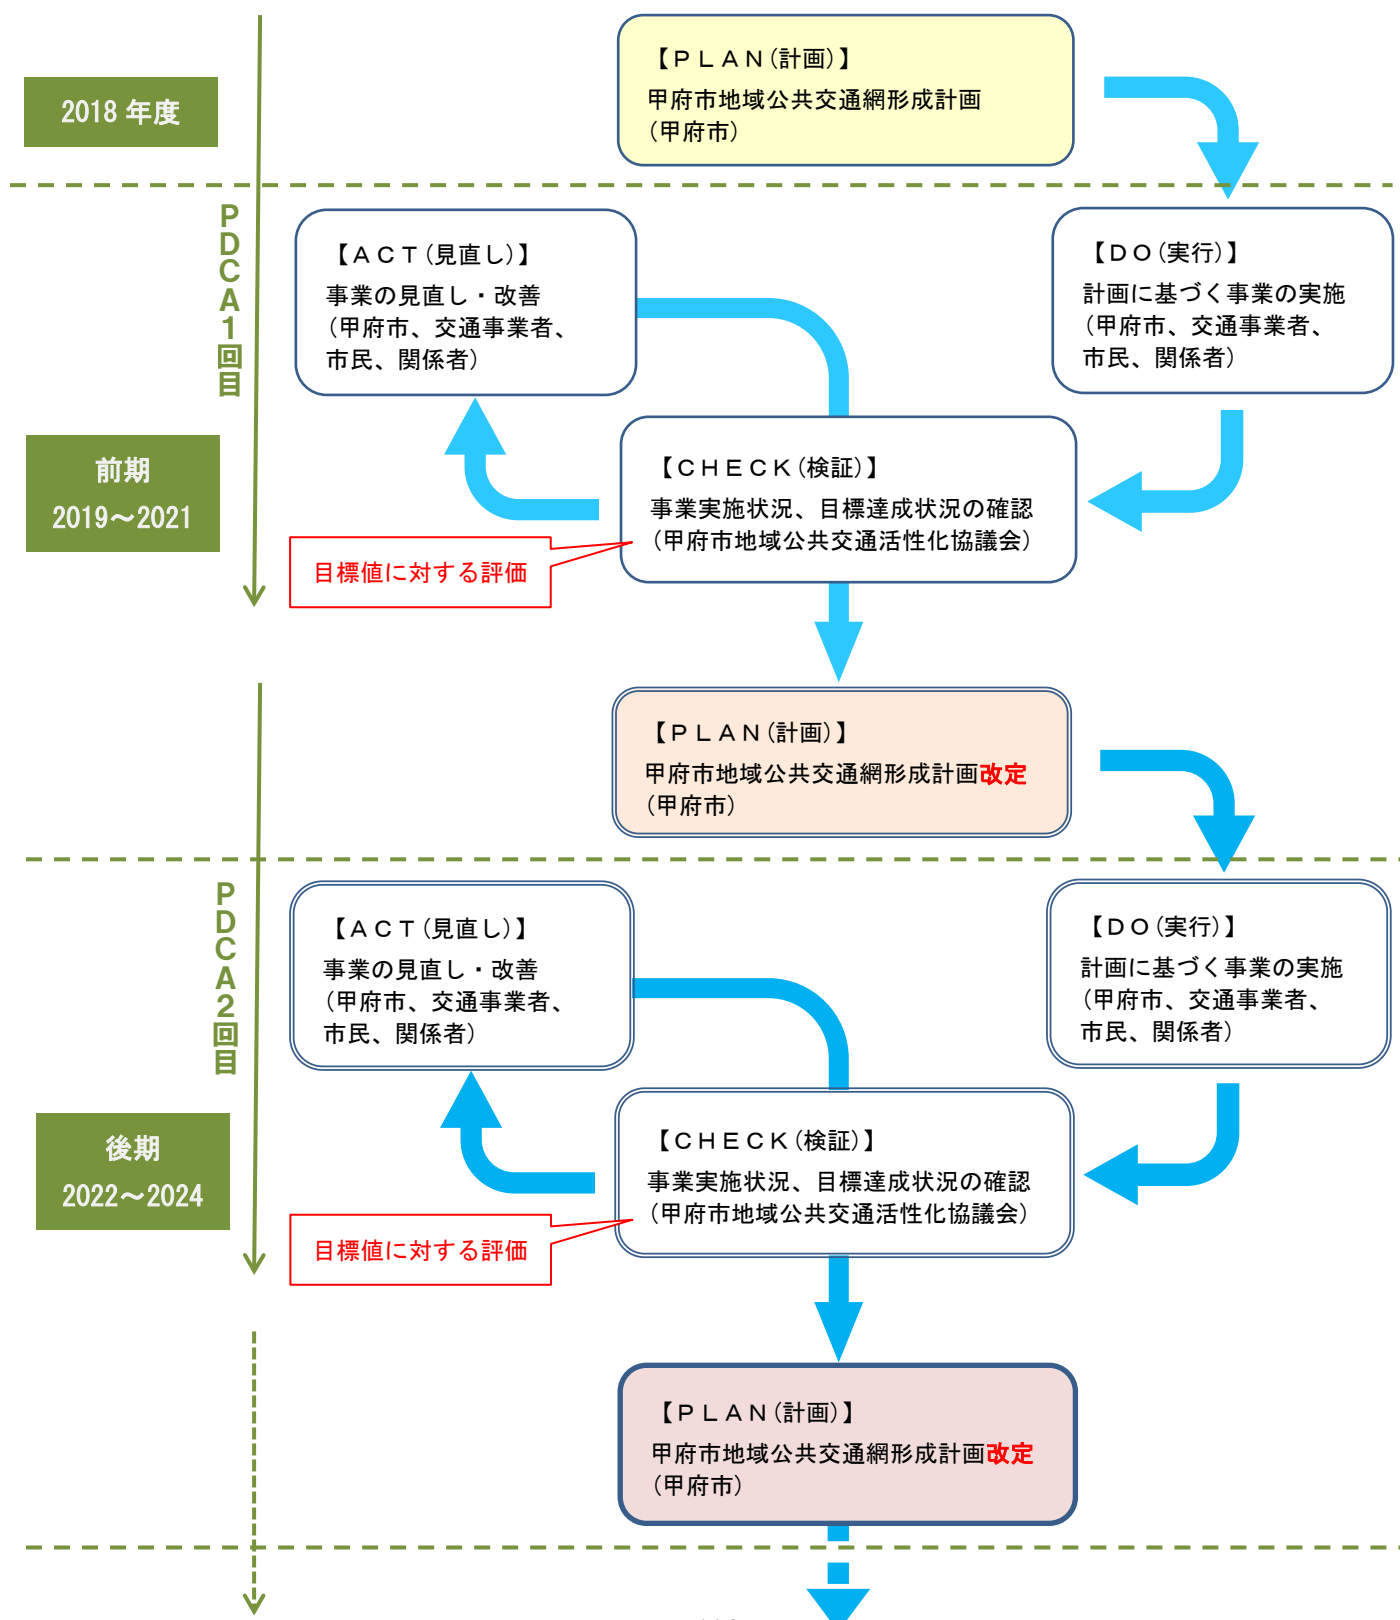 【ＰＬＡＮ(計画)】
甲府市地域公共交通網形成計画
(甲府市)
2018 年度
ＰＤＣＡ１回目
【ＡＣＴ(見直し)】
事業の見直し・改善
(甲府市、交通事業者、
市民、関係者)
【ＤＯ(実行)】
計画に基づく事業の実施
(甲府市、交通事業者、
市民、関係者)
前期
2019～2021
【ＣＨＥＣＫ(検証)】
事業実施状況、目標達成状況の確認
(甲府市地域公共交通活性化協議会)
目標値に対する評価
【ＰＬＡＮ(計画)】
甲府市地域公共交通網形成計画改定
(甲府市)
ＰＤＣＡ２回目
【ＡＣＴ(見直し)】
事業の見直し・改善
(甲府市、交通事業者、
市民、関係者)
【ＤＯ(実行)】
計画に基づく事業の実施
(甲府市、交通事業者、
市民、関係者)
後期
2022～2024
【ＣＨＥＣＫ(検証)】
事業実施状況、目標達成状況の確認
(甲府市地域公共交通活性化協議会)
目標値に対する評価
【ＰＬＡＮ(計画)】
甲府市地域公共交通網形成計画改定
(甲府市)